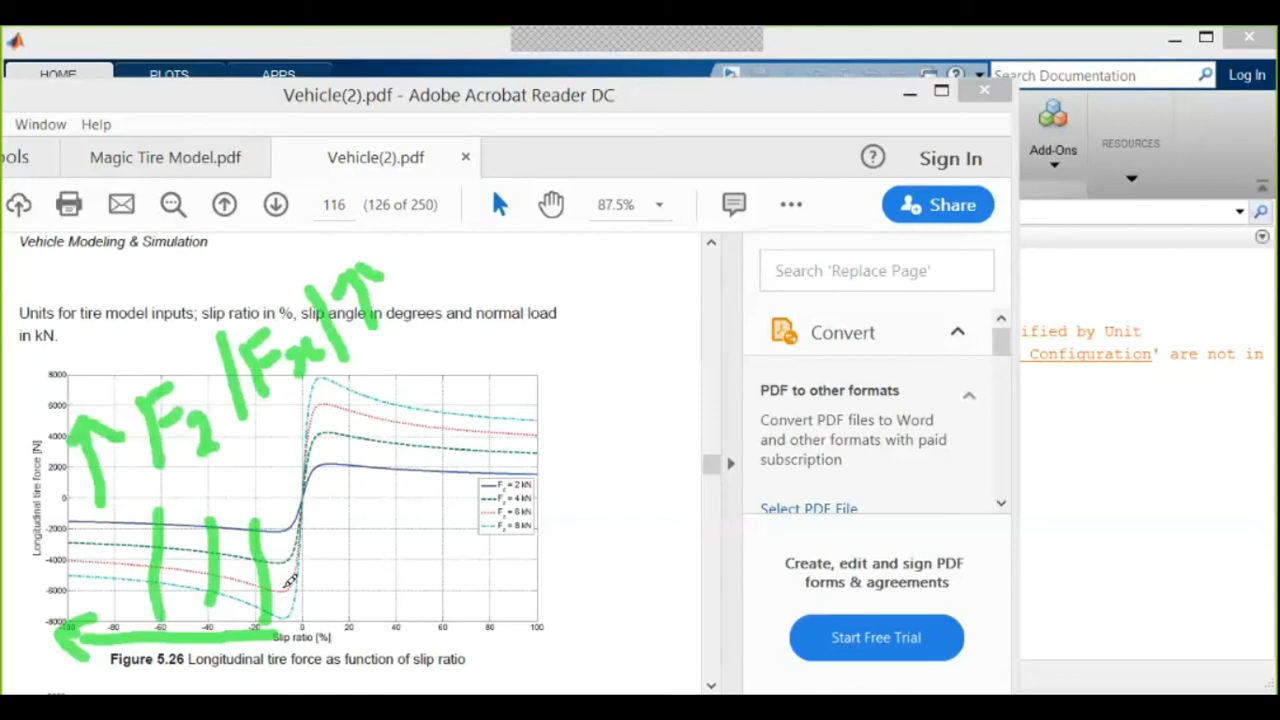 HOME PLOTS APPS Search Documentation Log In
Vehicle(2).pdf - Adobe Acrobat Reader DC
Window Help
ools Magic Tire Model.pdf Vehicle(2).pdf × ? Sign In
Add-Ons RESOURCES
116 (126 of 250) 87.5% Share
Vehicle Modeling & Simulation
Search 'Replace Page'
Units for tire model inputs; slip ratio in %, slip angle in degrees and normal load
in kN.
Convert
ified by Unit
Configuration' are not in
|Fx|↑
↑ Fz
PDF to other formats
Convert PDF files to Word
and other formats with paid
subscription
Select PDF File
8000
6000
4000
2000
0
-2000
-4000
-6000
-8000
Longitudinal tire force [N]
Fz = 2 kN
Fz = 4 kN
Fz = 6 kN
Fz = 8 kN
-100 -80 -60 -40 -20 0 20 40 60 80 100
Slip ratio [%]
Figure 5.26 Longitudinal tire force as function of slip ratio
Create, edit and sign PDF
forms & agreements
Start Free Trial